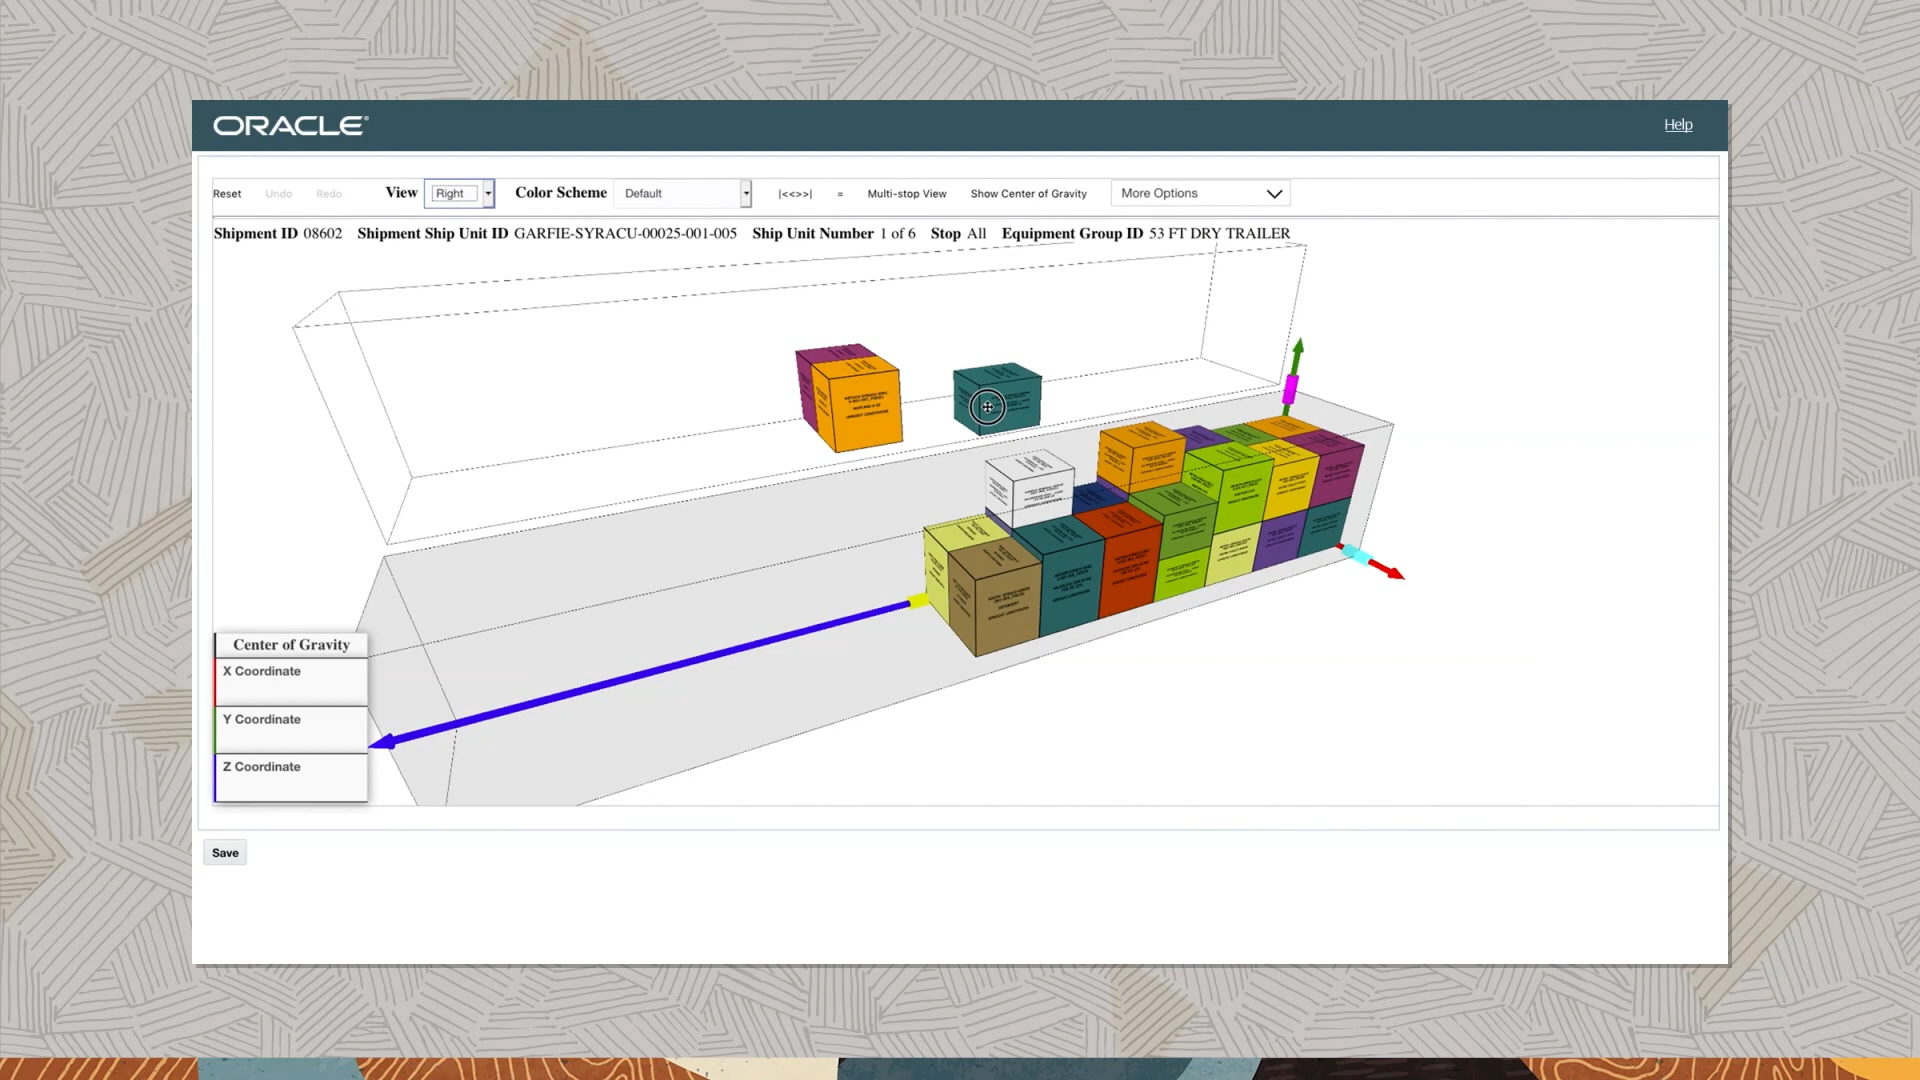 ORACLE
Help
Reset Undo Redo View Right Color Scheme Default |<<>>| = Multi-stop View Show Center of Gravity More Options
Shipment ID 08602 Shipment Ship Unit ID GARFIE-SYRACU-00025-001-005 Ship Unit Number 1 of 6 Stop All Equipment Group ID 53 FT DRY TRAILER
Center of Gravity
X Coordinate
Y Coordinate
Z Coordinate
Save